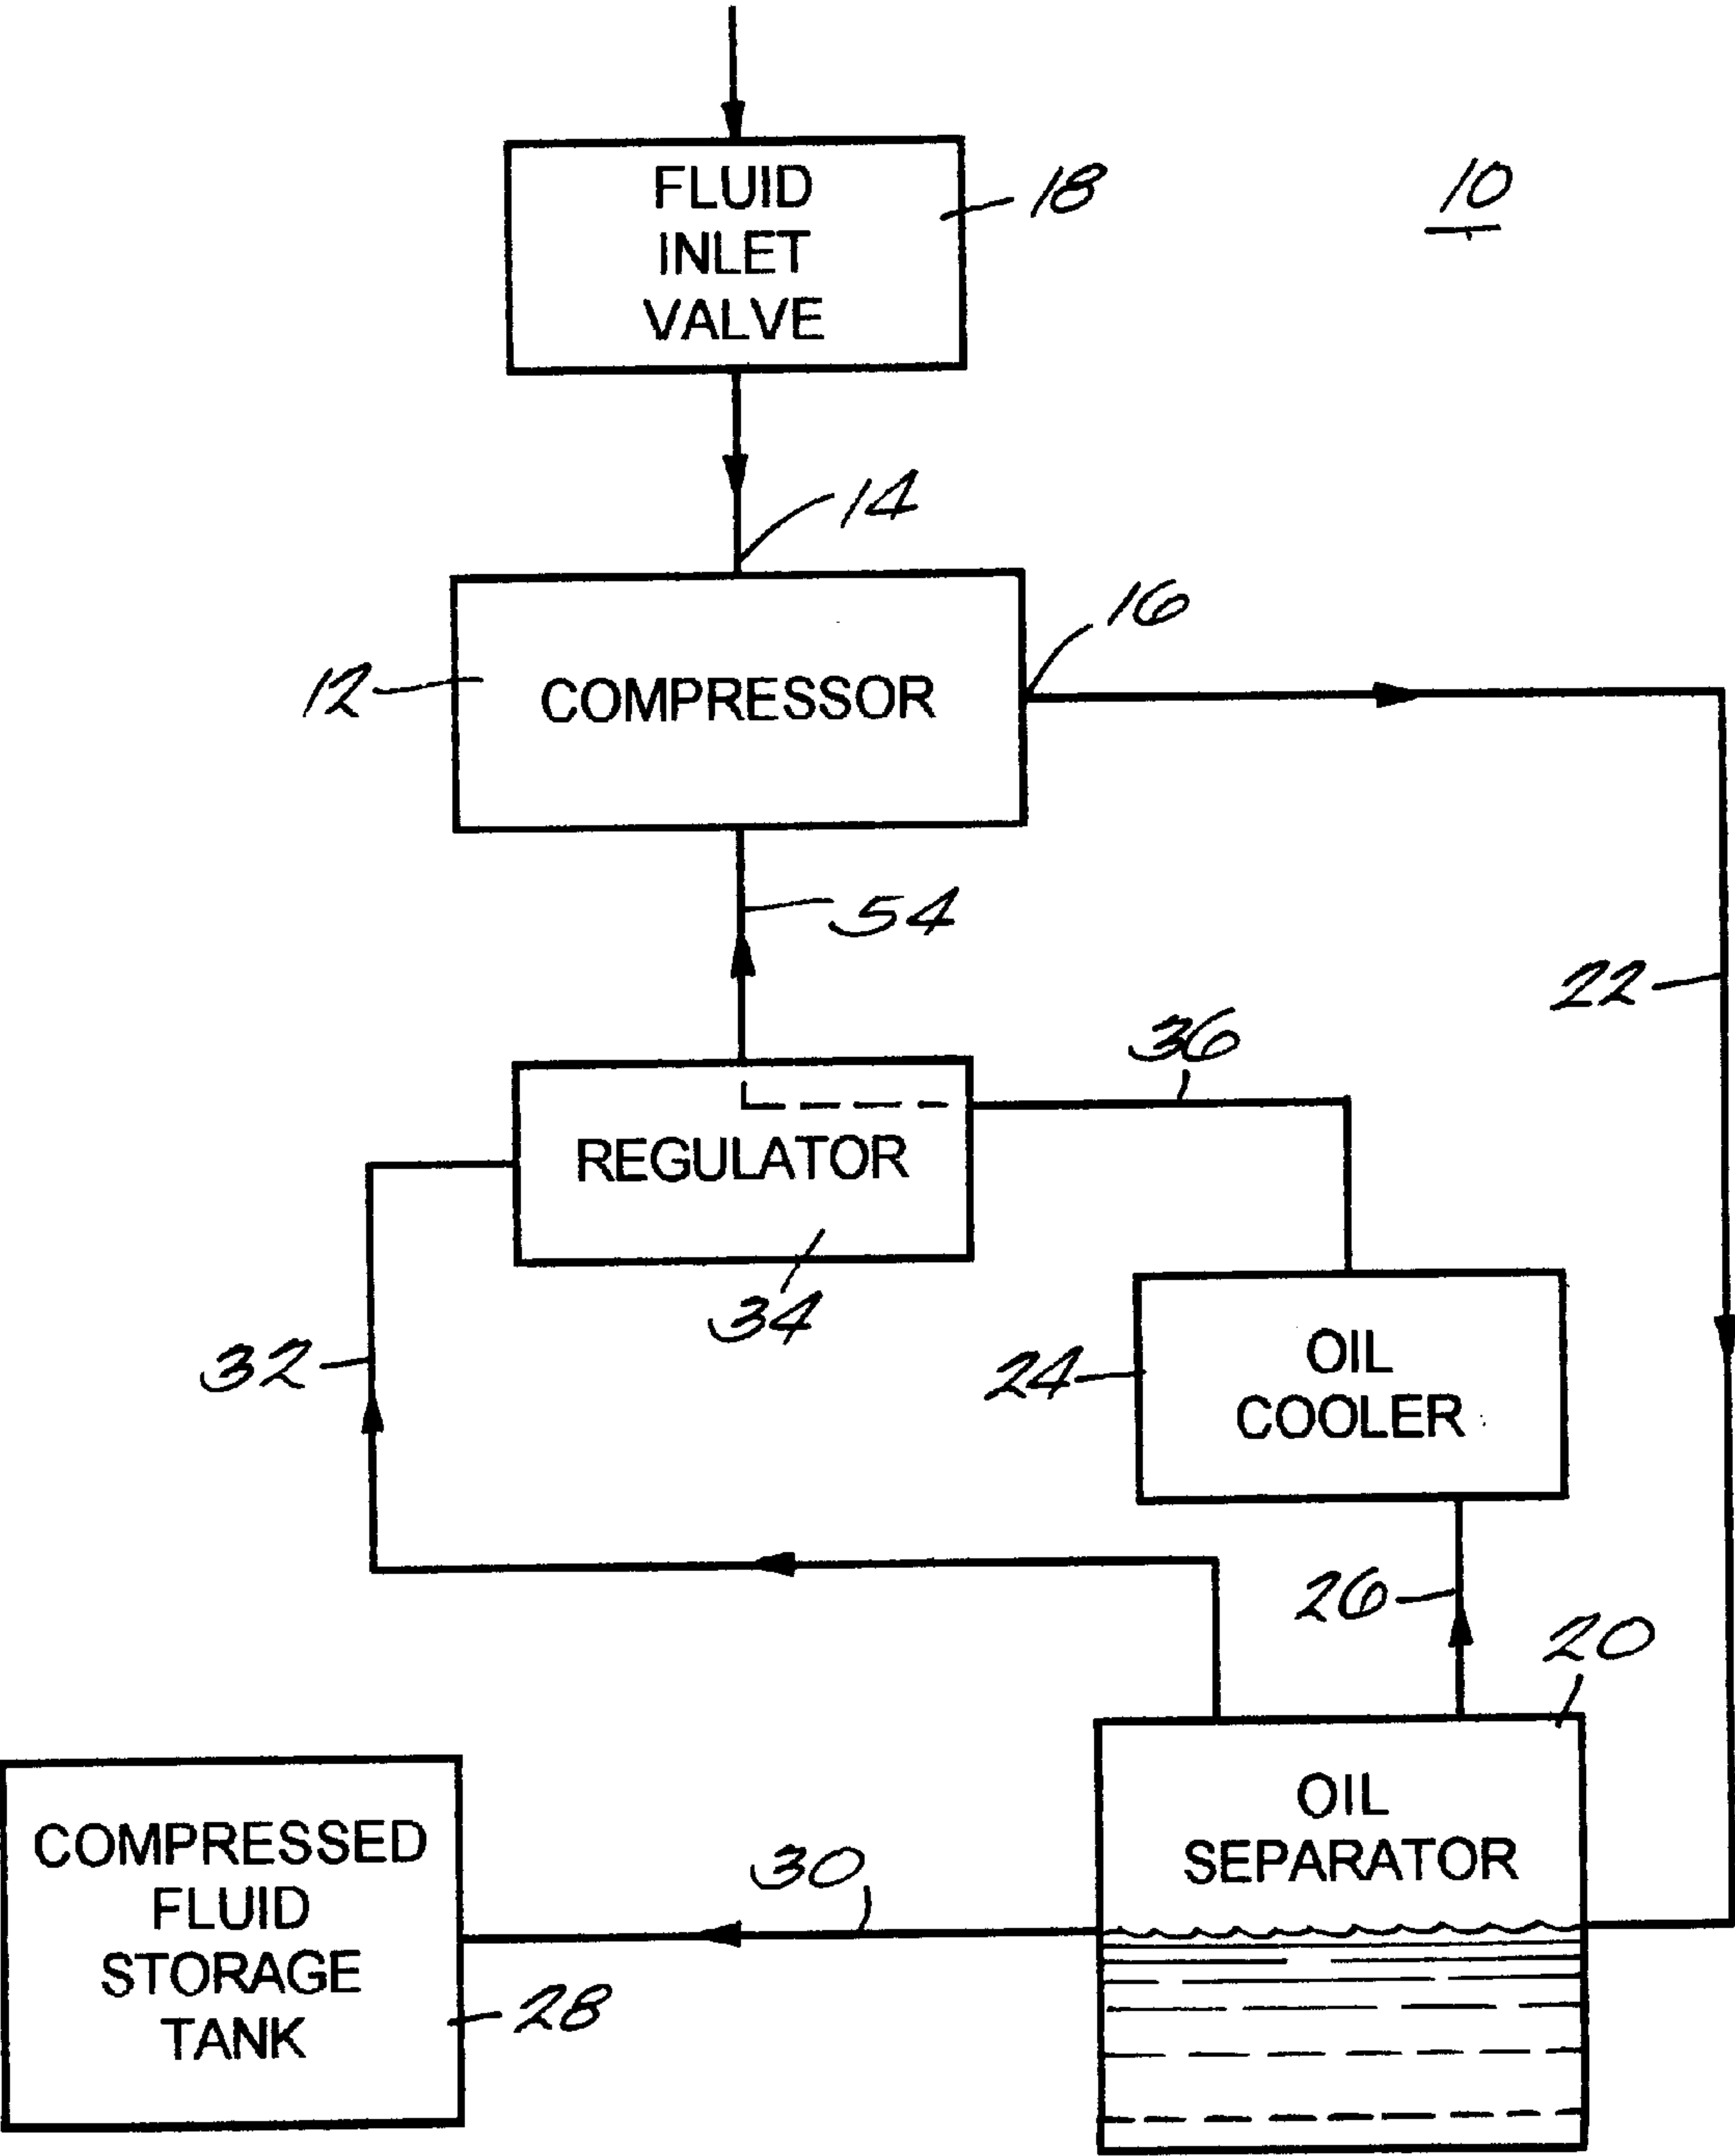 FLUID
INLET
VALVE
18
10
14
16
12
COMPRESSOR
54
22
36
REGULATOR
34
32
24
OIL
COOLER
26
20
OIL
SEPARATOR
30
COMPRESSED
FLUID
STORAGE
TANK
28